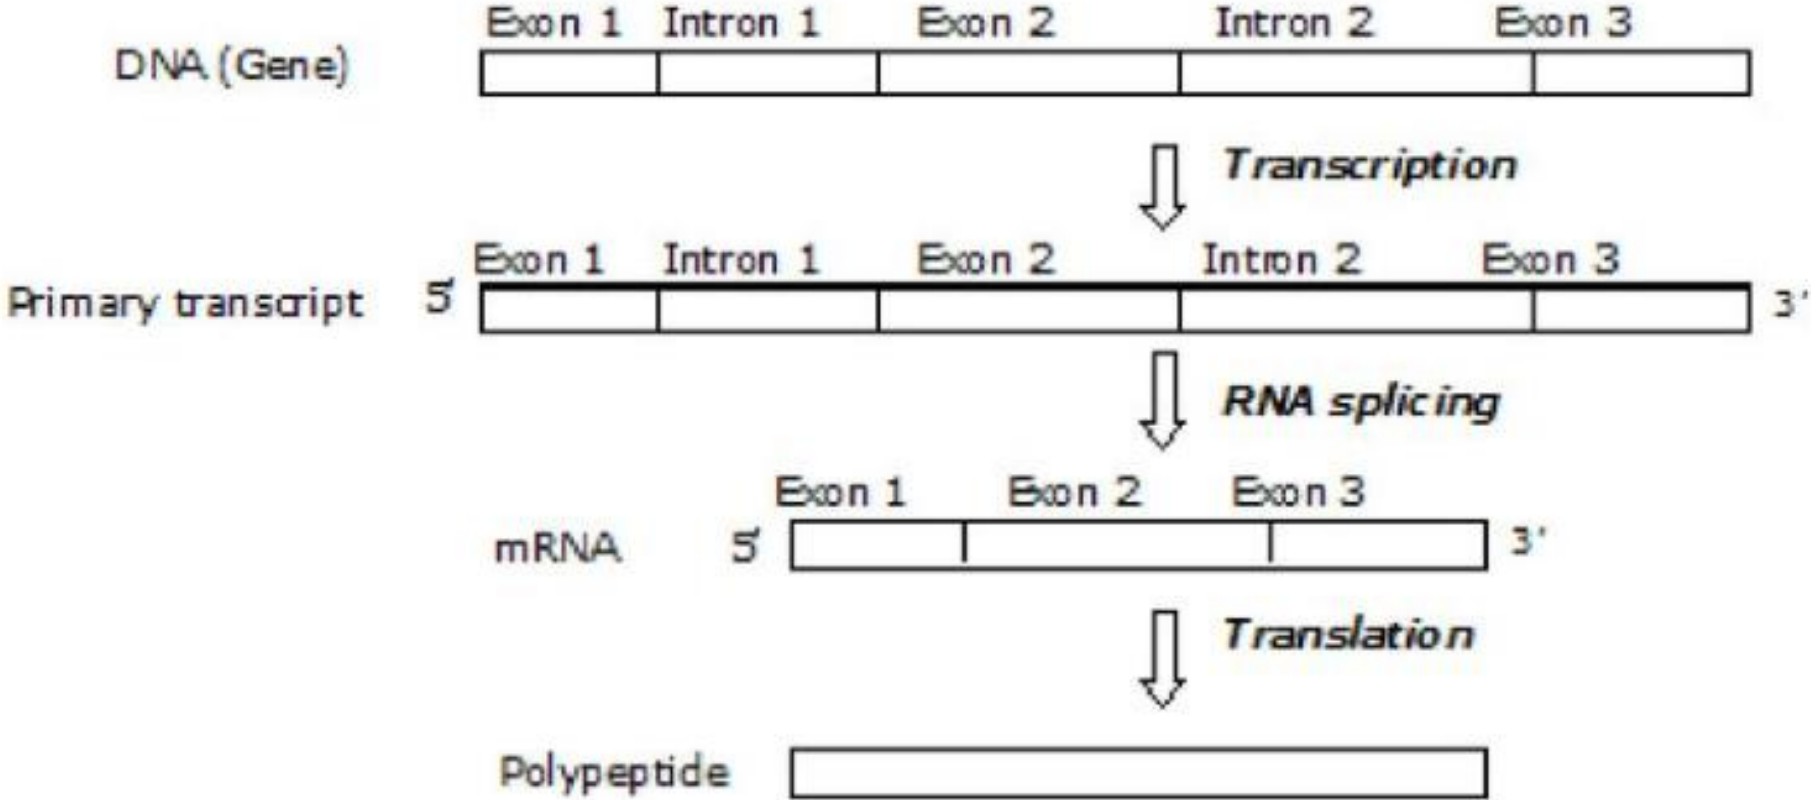 Exon 1 Intron 1 Exon 2 Intron 2 Exon 3
DNA (Gene)
Transcription
Exon 1 Intron 1 Exon 2 Intron 2 Exon 3
Primary transcript 5' 3'
RNA splicing
Exon 1 Exon 2 Exon 3
mRNA 5' 3'
Translation
Polypeptide